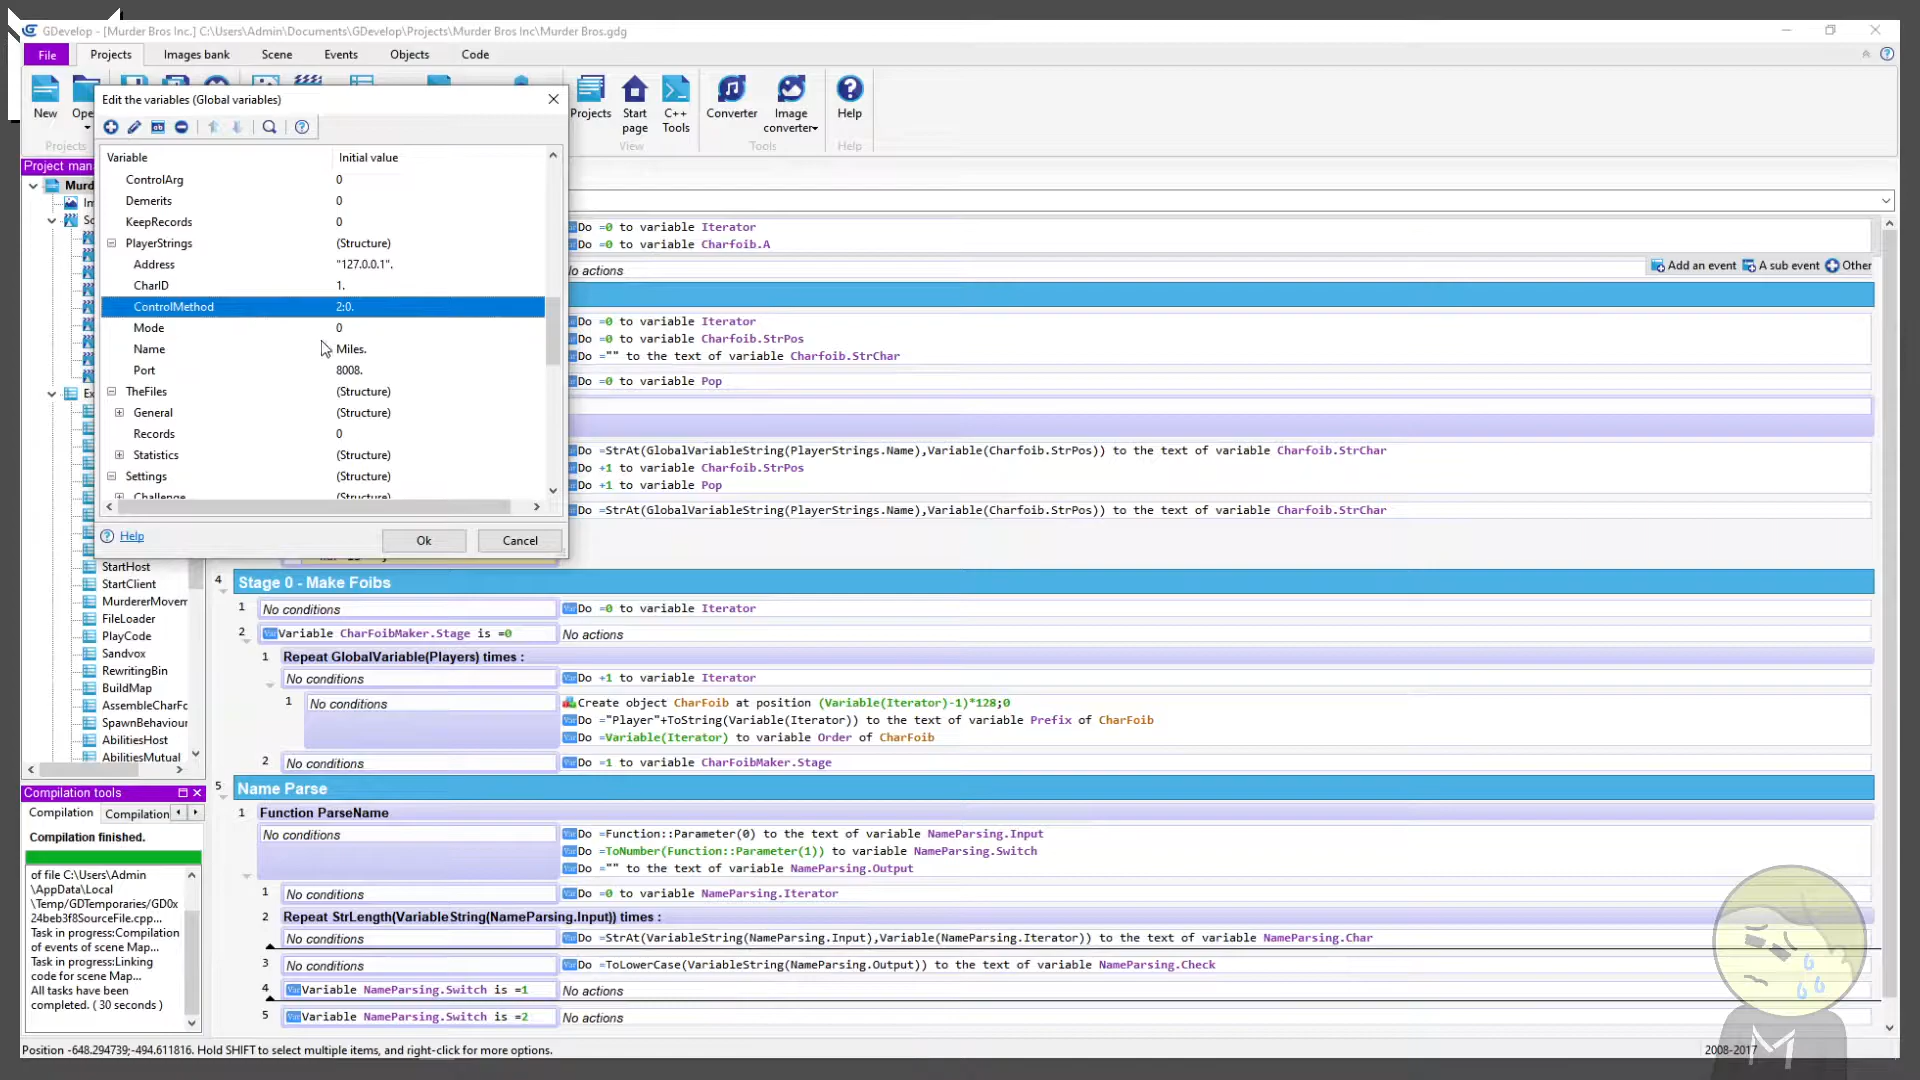 GDevelop - [Murder Bros Inc.] C:\Users\Admin\Documents\GDevelop\Projects\Murder Bros Inc\Murder Bros.gdg
File Projects Images bank Scene Events Objects Code
New
Projects
Start page
C++ Tools
Converter
Image converter
Help
Projects View Tools Help
Edit the variables (Global variables)
Variable Initial value
ControlArg 0
Demerits 0
KeepRecords 0
PlayerStrings (Structure)
Address "127.0.0.1".
CharID 1.
ControlMethod 2:0.
Mode 0
Name Miles.
Port 8008.
TheFiles (Structure)
General (Structure)
Records 0
Statistics (Structure)
Settings (Structure)
Challenge (Structure)
Help Ok Cancel
StartHost
StartClient
MurdererMovem
FileLoader
PlayCode
Sandvox
RewritingBin
BuildMap
AssembleCharFc
SpawnBehaviour
AbilitiesHost
AbilitiesMutual
Compilation tools
Compilation Compilation
Compilation finished.
of file C:\Users\Admin
\AppData\Local
\Temp/GDTemporaries/GD0x
24beb3f8SourceFile.cpp...
Task in progress:Compilation
of events of scene Map...
Task in progress:Linking
code for scene Map...
All tasks have been
completed. ( 30 seconds )
Do =0 to variable Iterator
Do =0 to variable Charfoib.A
No actions
Add an event A sub event Other
Do =0 to variable Iterator
Do =0 to variable Charfoib.StrPos
Do ="" to the text of variable Charfoib.StrChar
Do =0 to variable Pop
Do =StrAt(GlobalVariableString(PlayerStrings.Name),Variable(Charfoib.StrPos)) to the text of variable Charfoib.StrChar
Do +1 to variable Charfoib.StrPos
Do +1 to variable Pop
Do =StrAt(GlobalVariableString(PlayerStrings.Name),Variable(Charfoib.StrPos)) to the text of variable Charfoib.StrChar
4 Stage 0 - Make Foibs
1 No conditions Do =0 to variable Iterator
2 Variable CharFoibMaker.Stage is =0 No actions
1 Repeat GlobalVariable(Players) times :
No conditions Do +1 to variable Iterator
1 No conditions Create object CharFoib at position (Variable(Iterator)-1)*128;0
Do ="Player"+ToString(Variable(Iterator)) to the text of variable Prefix of CharFoib
Do =Variable(Iterator) to variable Order of CharFoib
2 No conditions Do =1 to variable CharFoibMaker.Stage
5 Name Parse
1 Function ParseName
No conditions Do =Function::Parameter(0) to the text of variable NameParsing.Input
Do =ToNumber(Function::Parameter(1)) to variable NameParsing.Switch
Do ="" to the text of variable NameParsing.Output
1 No conditions Do =0 to variable NameParsing.Iterator
2 Repeat StrLength(VariableString(NameParsing.Input)) times :
No conditions Do =StrAt(VariableString(NameParsing.Input),Variable(NameParsing.Iterator)) to the text of variable NameParsing.Char
3 No conditions Do =ToLowerCase(VariableString(NameParsing.Output)) to the text of variable NameParsing.Check
4 Variable NameParsing.Switch is =1 No actions
5 Variable NameParsing.Switch is =2 No actions
Position -648.294739;-494.611816. Hold SHIFT to select multiple items, and right-click for more options. 2008-2017